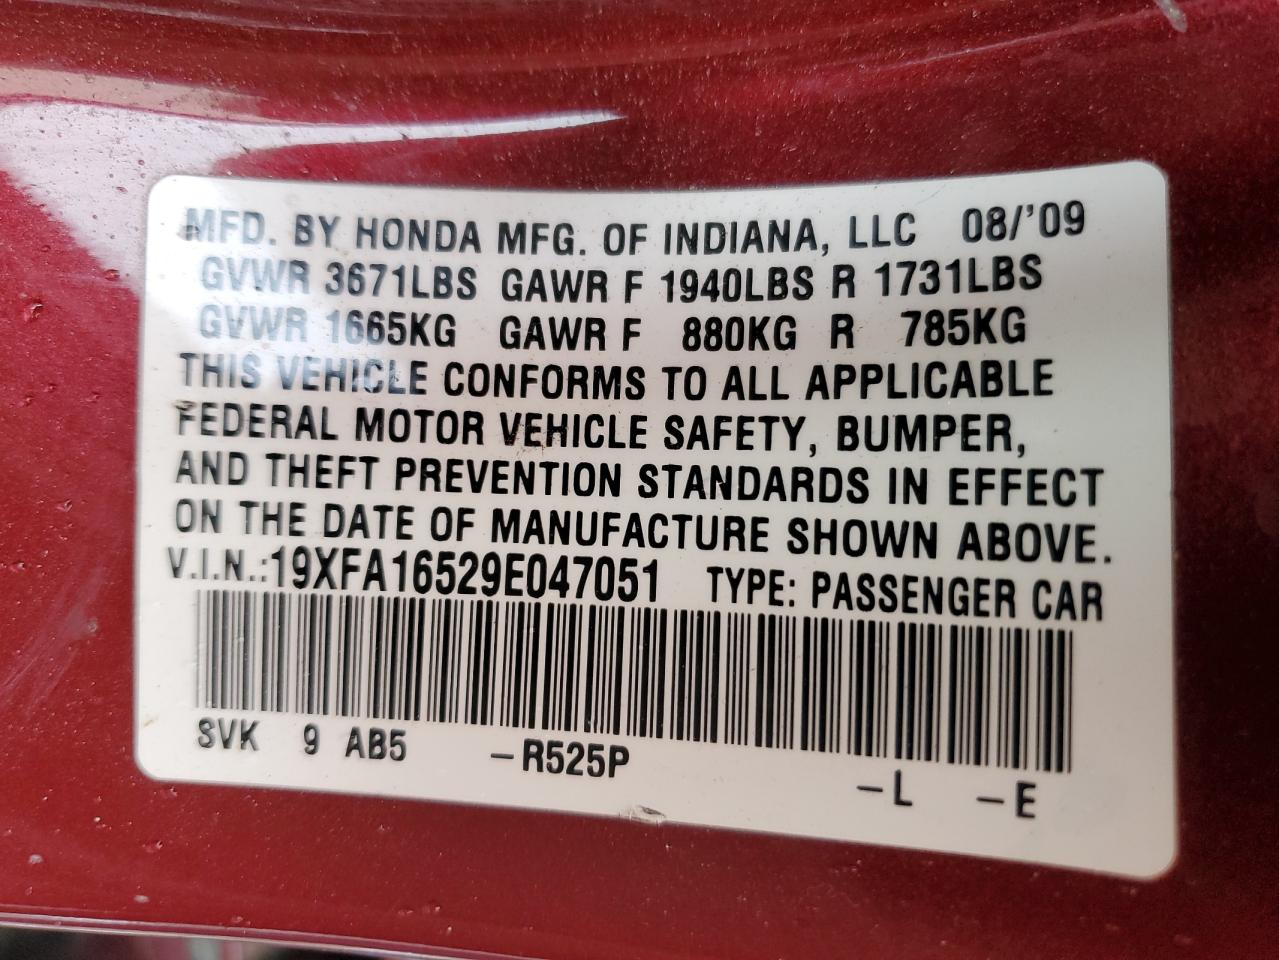 MFD. BY HONDA MFG. OF INDIANA, LLC 08/'09
GVWR 3671LBS GAWR F 1940LBS R 1731LBS
GVWR 1665KG GAWR F 880KG R 785KG
THIS VEHICLE CONFORMS TO ALL APPLICABLE
FEDERAL MOTOR VEHICLE SAFETY, BUMPER,
AND THEFT PREVENTION STANDARDS IN EFFECT
ON THE DATE OF MANUFACTURE SHOWN ABOVE.
V.I.N.:19XFA16529E047051 TYPE: PASSENGER CAR
SVK 9 AB5 –R525P –L –E